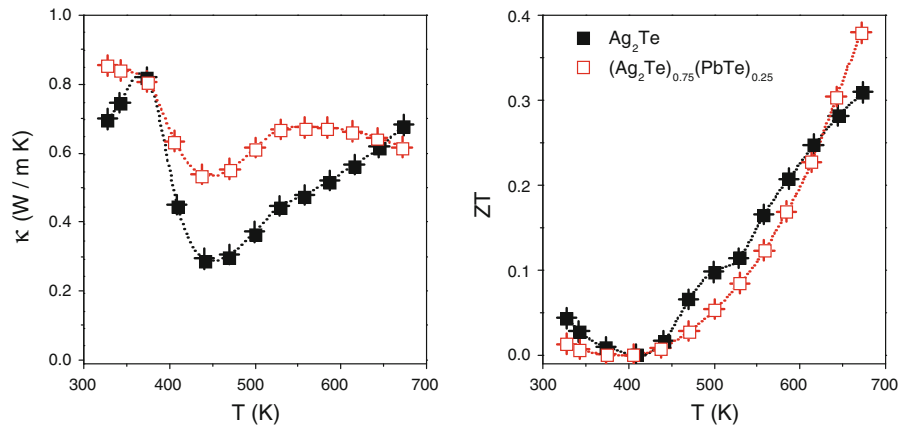 1.0
0.8
0.6
0.4
0.2
0.0
κ (W / m K)
300 400 500 600 700
T (K)
0.4
0.3
0.2
0.1
0.0
ZT
300 400 500 600 700
T (K)
Ag₂Te
(Ag₂Te)₀.₇₅(PbTe)₀.₂₅